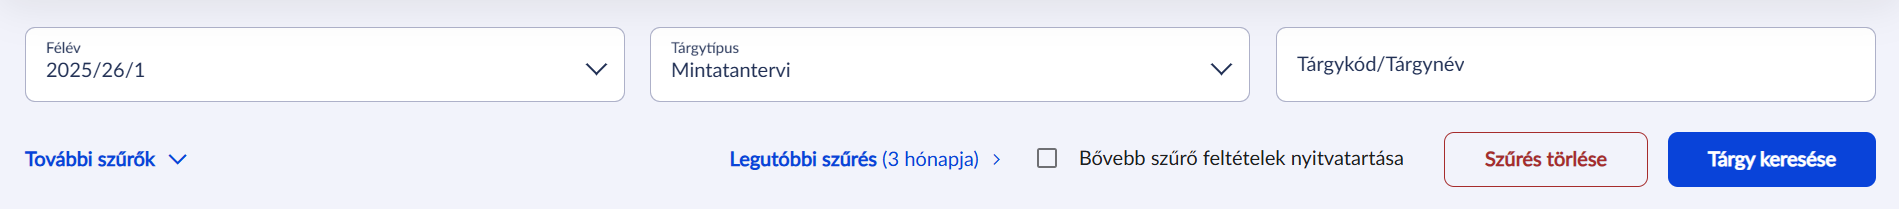 Félév
2025/26/1
Tárgytípus
Mintatantervi
Tárgykód/Tárgynév
További szűrők
Legutóbbi szűrés (3 hónapja)
Bővebb szűrő feltételek nyitvatartása
Szűrés törlése
Tárgy keresése